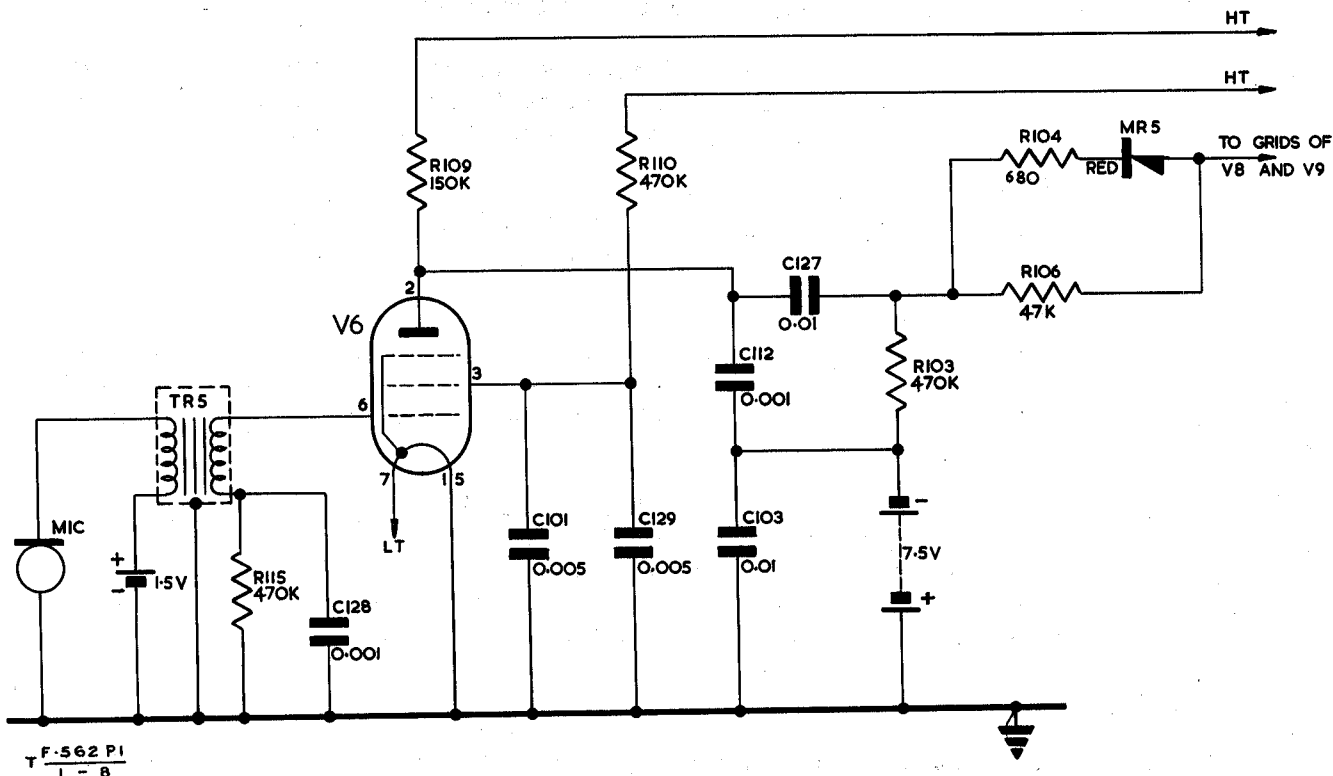 HT
HT
R104
680
MR5
RED
TO GRIDS OF
V8 AND V9
R109
150K
R110
470K
C127
0.01
R106
47K
2
V6
3
6
7
1 5
LT
C112
0.001
R103
470K
TR5
MIC
+
-
1.5V
R115
470K
C128
0.001
C101
0.005
C129
0.005
C103
0.01
-
7.5V
+
T F.562 P1
1 - 8